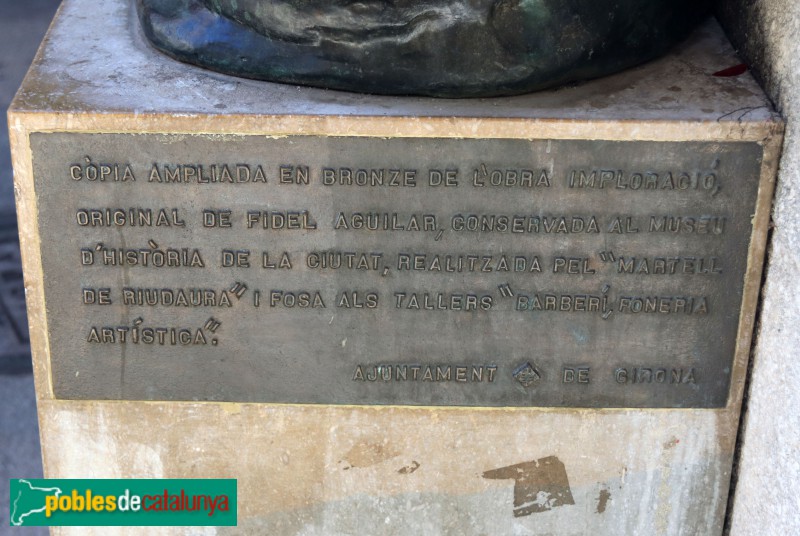 CÒPIA AMPLIADA EN BRONZE DE L'OBRA IMPLORACIÓ,
ORIGINAL DE FIDEL AGUILAR, CONSERVADA AL MUSEU
D'HISTÒRIA DE LA CIUTAT, REALITZADA PEL "MARTELL
DE RIUDAURA" I FOSA ALS TALLERS "BARBERÍ, FONERIA
ARTÍSTICA".
AJUNTAMENT DE GIRONA
poblesdecatalunya